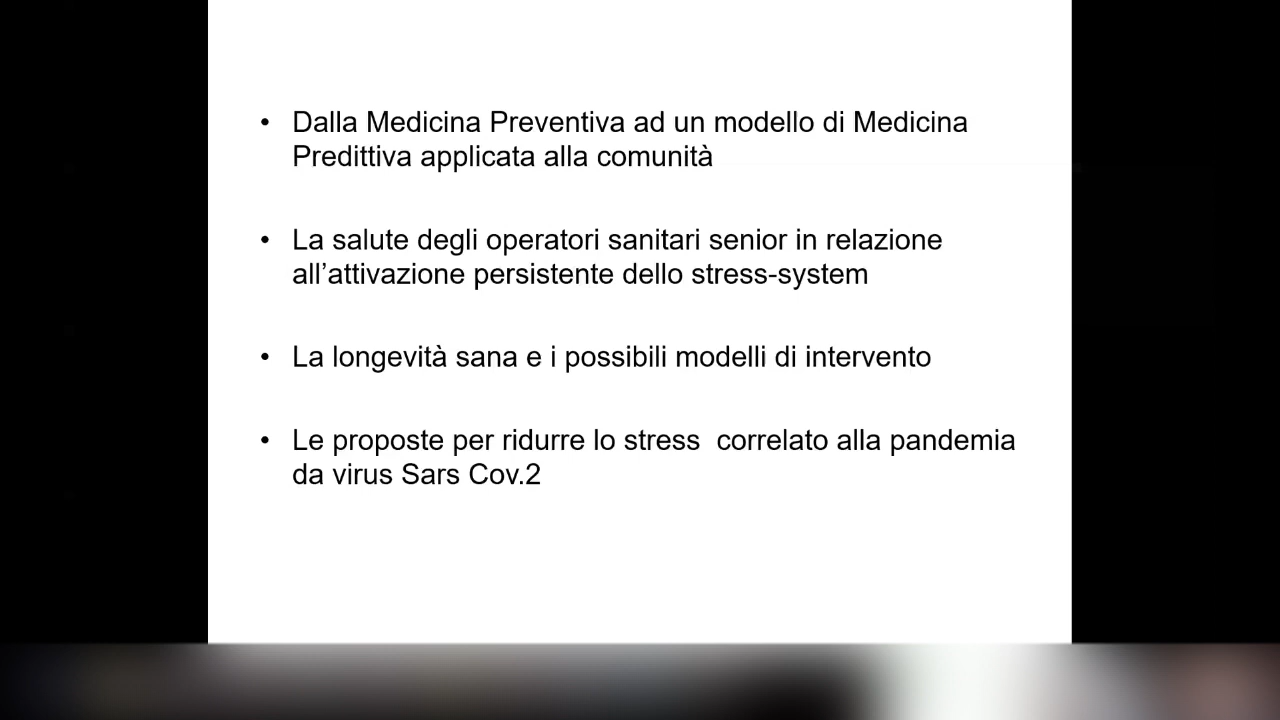 • Dalla Medicina Preventiva ad un modello di Medicina
Predittiva applicata alla comunità
• La salute degli operatori sanitari senior in relazione
all’attivazione persistente dello stress-system
• La longevità sana e i possibili modelli di intervento
• Le proposte per ridurre lo stress  correlato alla pandemia
da virus Sars Cov.2